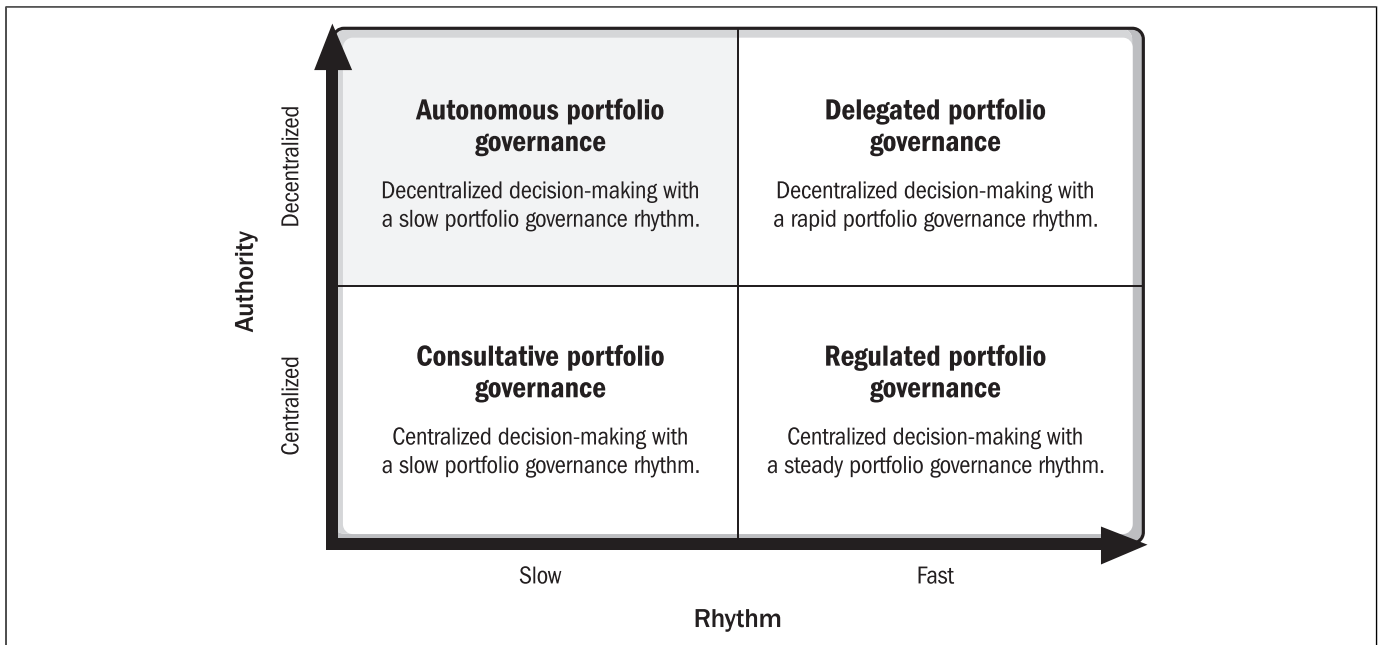 Autonomous portfolio
governance
Decentralized decision-making with
a slow portfolio governance rhythm.
Delegated portfolio
governance
Decentralized decision-making with
a rapid portfolio governance rhythm.
Consultative portfolio
governance
Centralized decision-making with
a slow portfolio governance rhythm.
Regulated portfolio
governance
Centralized decision-making with
a steady portfolio governance rhythm.
Authority
Decentralized
Centralized
Slow
Fast
Rhythm